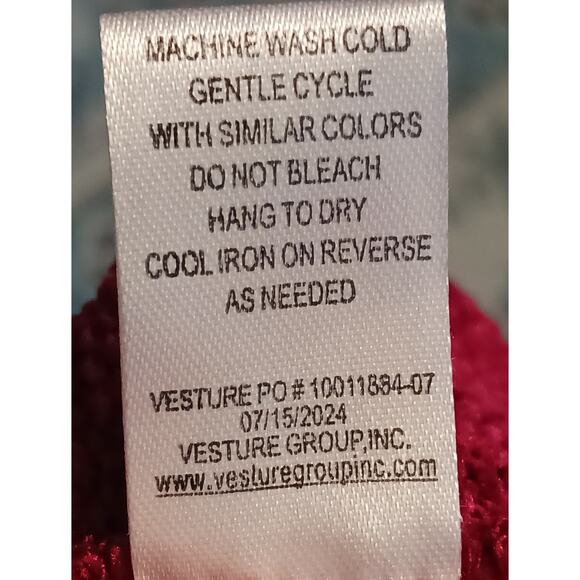 MACHINE WASH COLD
GENTLE CYCLE
WITH SIMILAR COLORS
DO NOT BLEACH
HANG TO DRY
COOL IRON ON REVERSE
AS NEEDED
VESTURE PO# 10011884-07
07/15/2024
VESTURE GROUP,INC.
www.vesturegroupinc.com